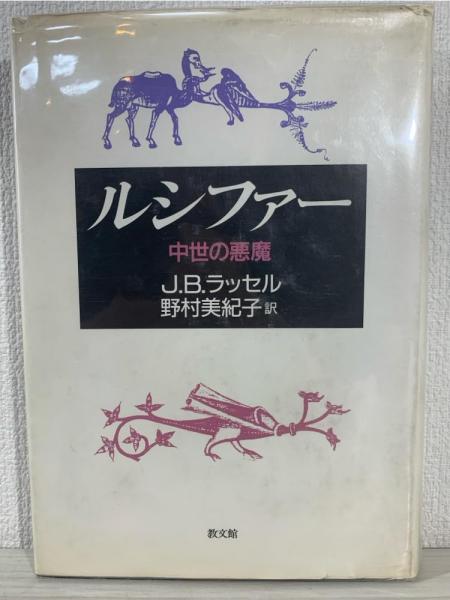 ルシファー
中世の悪魔
J.B.ラッセル
野村美紀子訳
教文館